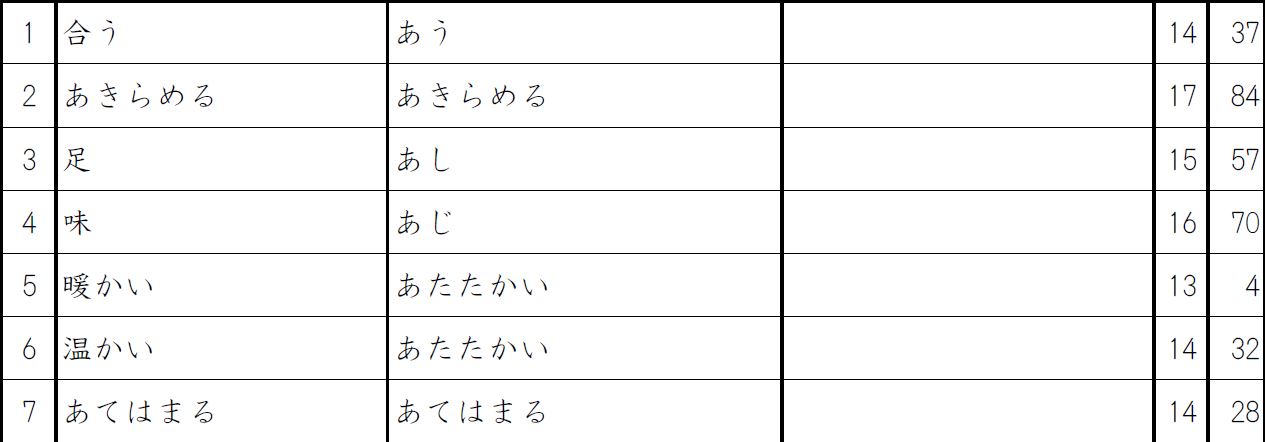 1 合う あう 14 37
2 あきらめる あきらめる 17 84
3 足 あし 15 57
4 味 あじ 16 70
5 暖かい あたたかい 13 4
6 温かい あたたかい 14 32
7 あてはまる あてはまる 14 28